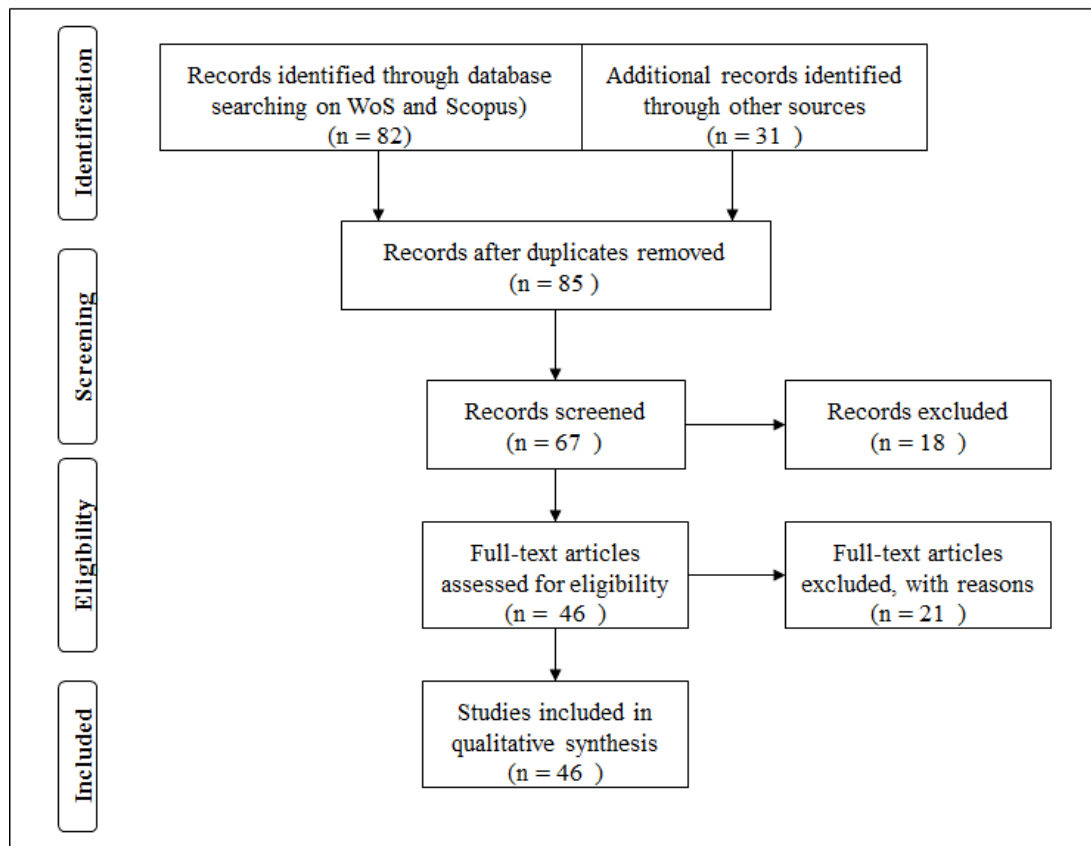 Identification
Records identified through database
searching on WoS and Scopus)
(n = 82)
Additional records identified
through other sources
(n = 31 )
Records after duplicates removed
(n = 85 )
Screening
Records screened
(n = 67 )
Records excluded
(n = 18 )
Eligibility
Full-text articles
assessed for eligibility
(n = 46 )
Full-text articles
excluded, with reasons
(n = 21 )
Included
Studies included in
qualitative synthesis
(n = 46 )